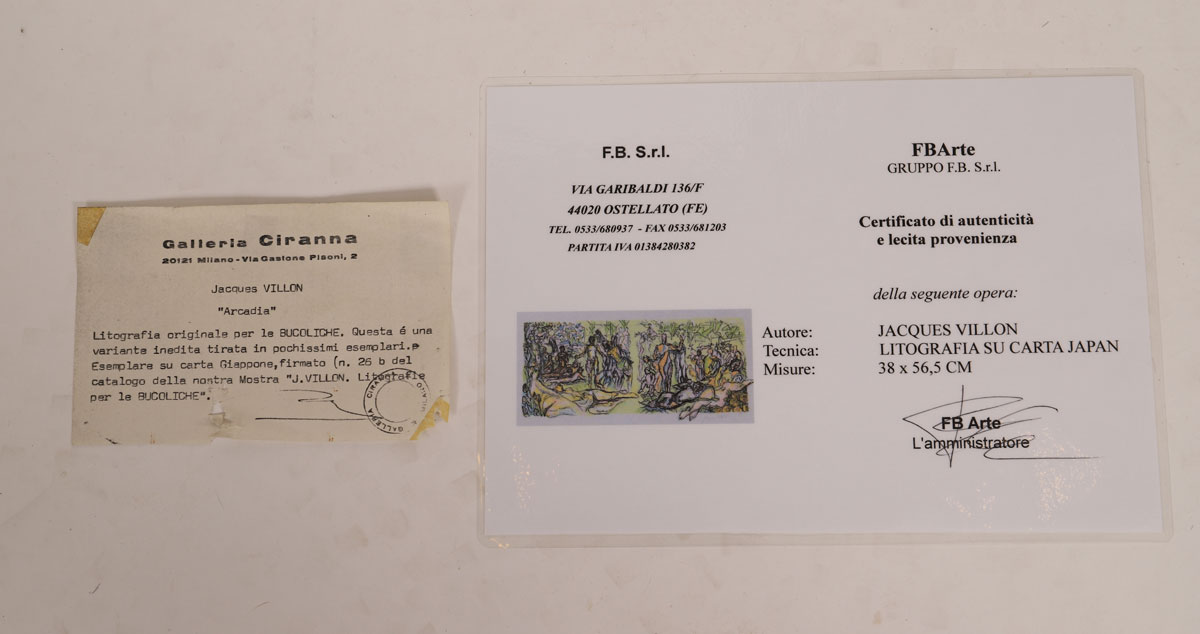 Galleria Ciranna
20121 Milano - Via Gastone Pisoni, 2
Jacques VILLON
"Arcadia"
Litografia originale per le BUCOLICHE. Questa é una
variante inedita tirata in pochissimi esemplari.
Esemplare su carta Giappone,firmato (n. 26 b del
catalogo della nostra Mostra "J.VILLON. Litografie
per le BUCOLICHE".
GALLERIA CIRANNA MILANO
F.B. S.r.l.
VIA GARIBALDI 136/F
44020 OSTELLATO (FE)
TEL. 0533/680937 - FAX 0533/681203
PARTITA IVA 01384280382
FBArte
GRUPPO F.B. S.r.l.
Certificato di autenticità
e lecita provenienza
della seguente opera:
Autore: JACQUES VILLON
Tecnica: LITOGRAFIA SU CARTA JAPAN
Misure: 38 x 56,5 CM
FB Arte
L'amministratore